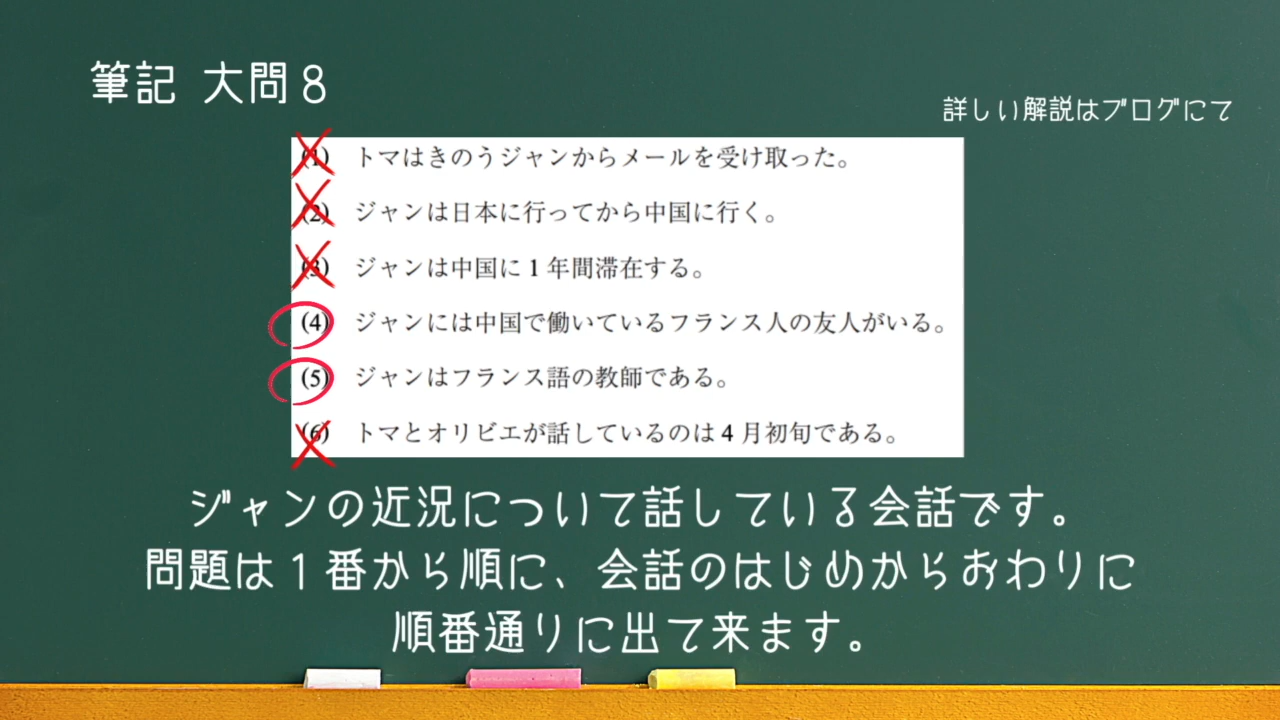 筆記 大問8
詳しい解説はブログにて
(1) トマはきのうジャンからメールを受け取った。
(2) ジャンは日本に行ってから中国に行く。
(3) ジャンは中国に1年間滞在する。
(4) ジャンには中国で働いているフランス人の友人がいる。
(5) ジャンはフランス語の教師である。
(6) トマとオリビエが話しているのは4月初旬である。
ジャンの近況について話している会話です。
問題は1番から順に、会話のはじめからおわりに
順番通りに出て来ます。